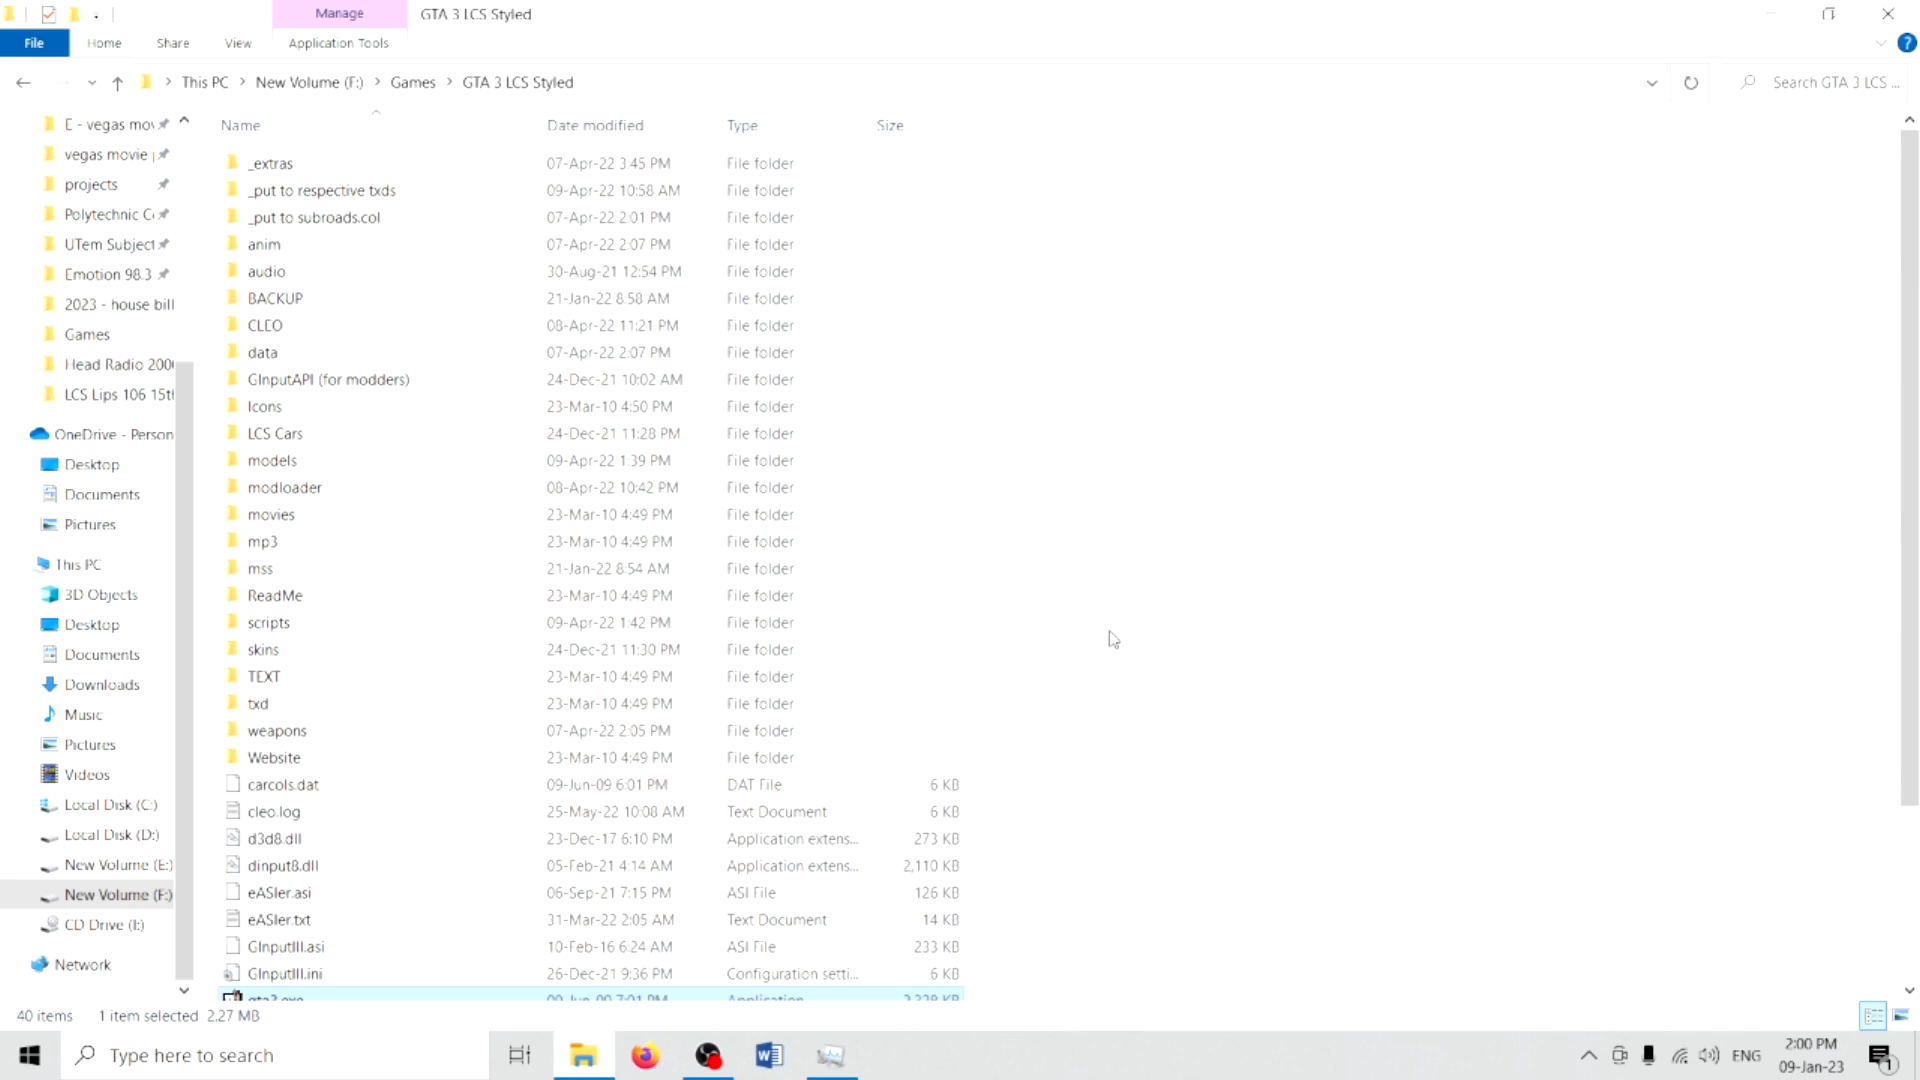 Manage
GTA 3 LCS Styled
File
Home
Share
View
Application Tools
?
This PC
New Volume (F:)
Games
GTA 3 LCS Styled
Search GTA 3 LCS ...
E - vegas mov
vegas movie
projects
Polytechnic C
UTem Subject
Emotion 98.3
2023 - house bill
Games
Head Radio 200
LCS Lips 106 15t
OneDrive - Person
Desktop
Documents
Pictures
This PC
3D Objects
Desktop
Documents
Downloads
Music
Pictures
Videos
Local Disk (C:)
Local Disk (D:)
New Volume (E:)
New Volume (F:)
CD Drive (I:)
Network
Name Date modified Type Size
_extras 07-Apr-22 3:45 PM File folder
_put to respective txds 09-Apr-22 10:58 AM File folder
_put to subroads.col 07-Apr-22 2:01 PM File folder
anim 07-Apr-22 2:07 PM File folder
audio 30-Aug-21 12:54 PM File folder
BACKUP 21-Jan-22 8:58 AM File folder
CLEO 08-Apr-22 11:21 PM File folder
data 07-Apr-22 2:07 PM File folder
GInputAPI (for modders) 24-Dec-21 10:02 AM File folder
Icons 23-Mar-10 4:50 PM File folder
LCS Cars 24-Dec-21 11:28 PM File folder
models 09-Apr-22 1:39 PM File folder
modloader 08-Apr-22 10:42 PM File folder
movies 23-Mar-10 4:49 PM File folder
mp3 23-Mar-10 4:49 PM File folder
mss 21-Jan-22 8:54 AM File folder
ReadMe 23-Mar-10 4:49 PM File folder
scripts 09-Apr-22 1:42 PM File folder
skins 24-Dec-21 11:30 PM File folder
TEXT 23-Mar-10 4:49 PM File folder
txd 23-Mar-10 4:49 PM File folder
weapons 07-Apr-22 2:05 PM File folder
Website 23-Mar-10 4:49 PM File folder
carcols.dat 09-Jun-09 6:01 PM DAT File 6 KB
cleo.log 25-May-22 10:08 AM Text Document 6 KB
d3d8.dll 23-Dec-17 6:10 PM Application extens... 273 KB
dinput8.dll 05-Feb-21 4:14 AM Application extens... 2,110 KB
eASIer.asi 06-Sep-21 7:15 PM ASI File 126 KB
eASIer.txt 31-Mar-22 2:05 AM Text Document 14 KB
GInputIII.asi 10-Feb-16 6:24 AM ASI File 233 KB
GInputIII.ini 26-Dec-21 9:36 PM Configuration setti... 6 KB
gta3.exe 09-Jun-09 7:01 PM Application 2,328 KB
40 items 1 item selected 2.27 MB
Type here to search
W
ENG
2:00 PM
09-Jan-23
1